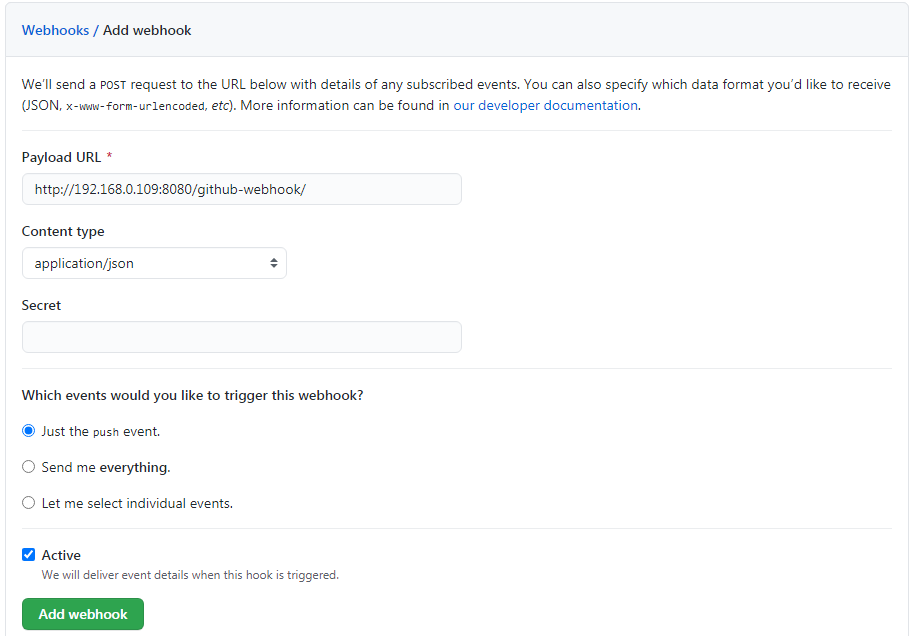 Webhooks / Add webhook
We’ll send a POST request to the URL below with details of any subscribed events. You can also specify which data format you’d like to receive
(JSON, x-www-form-urlencoded, etc). More information can be found in our developer documentation.
Payload URL *
http://192.168.0.109:8080/github-webhook/
Content type
application/json
Secret
Which events would you like to trigger this webhook?
Just the push event.
Send me everything.
Let me select individual events.
Active
We will deliver event details when this hook is triggered.
Add webhook